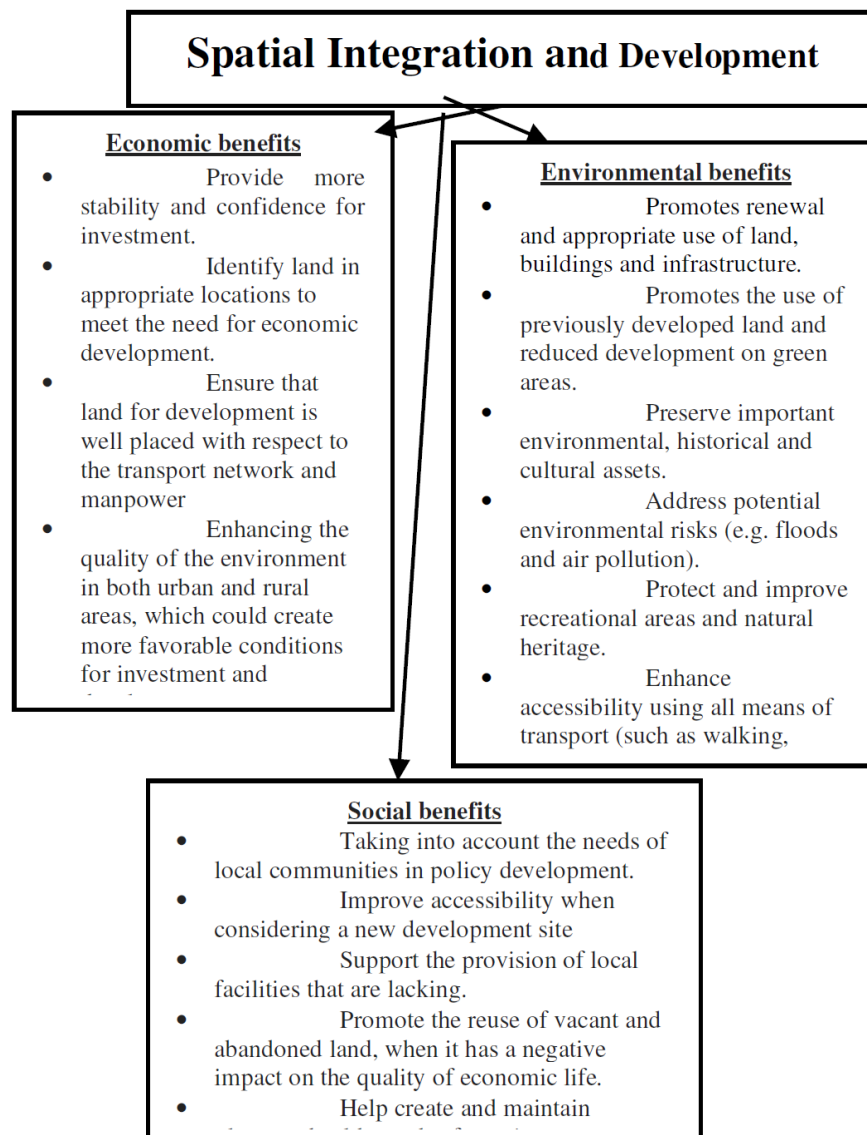 Spatial Integration and Development
Economic benefits
• Provide more
stability and confidence for
investment.
• Identify land in
appropriate locations to
meet the need for economic
development.
• Ensure that
land for development is
well placed with respect to
the transport network and
manpower
• Enhancing the
quality of the environment
in both urban and rural
areas, which could create
more favorable conditions
for investment and
Environmental benefits
• Promotes renewal
and appropriate use of land,
buildings and infrastructure.
• Promotes the use of
previously developed land and
reduced development on green
areas.
• Preserve important
environmental, historical and
cultural assets.
• Address potential
environmental risks (e.g. floods
and air pollution).
• Protect and improve
recreational areas and natural
heritage.
• Enhance
accessibility using all means of
transport (such as walking,
Social benefits
• Taking into account the needs of
local communities in policy development.
• Improve accessibility when
considering a new development site
• Support the provision of local
facilities that are lacking.
• Promote the reuse of vacant and
abandoned land, when it has a negative
impact on the quality of economic life.
• Help create and maintain